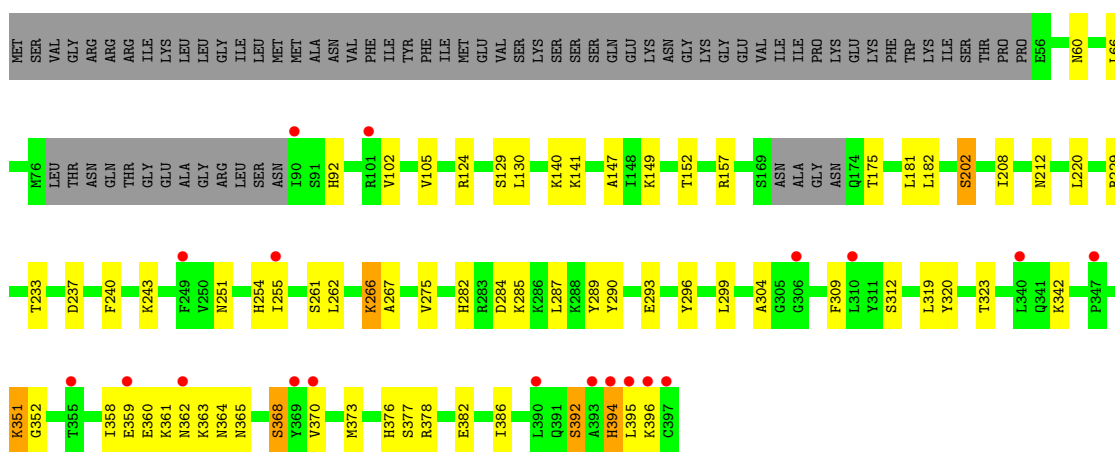 MET SER VAL GLY ARG ARG ARG ILE LYS LEU LEU GLY ILE LEU MET MET ALA ASN VAL PHE ILE TYR PHE ILE MET GLU VAL SER LYS SER SER SER GLN GLU LYS ASN GLY LYS GLY GLU VAL ILE ILE PRO LYS GLU LYS PHE TRP LYS ILE SER THR PRO PRO E56 N60 L66
M76 LEU THR ASN GLN THR GLY GLU ALA GLY ARG LEU SER ASN I90 S91 H92 R101 V102 V105 R124 S129 L130 K140 K141 A147 I148 K149 T152 R157 S169 ASN ALA GLY ASN Q174 T175 L181 L182 S202 I208 N212 L220
T233 D237 F240 K243 F249 V250 N251 H254 I255 S261 L262 K266 A267 V275 H282 R283 D284 K285 K286 L287 K288 Y289 Y290 E293 Y296 L299 A304 G305 G306 F309 L310 Y311 S312 L319 Y320 T323 L340 Q341 K342 P347
K351 G352 T355 I358 E359 E360 K361 N362 K363 N364 N365 S368 Y369 V370 M373 H376 S377 R378 E382 I386 L390 Q391 S392 A393 H394 L395 K396 C397